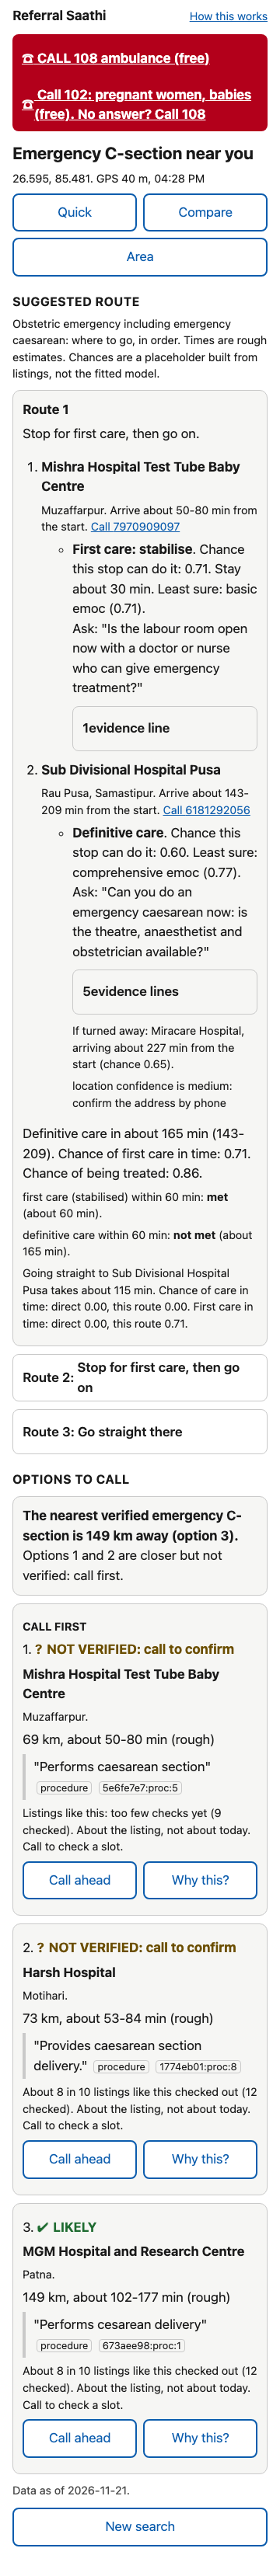 Referral Saathi
How this works
☎ CALL 108 ambulance (free)
☎ Call 102: pregnant women, babies
(free). No answer? Call 108
Emergency C-section near you
26.595, 85.481. GPS 40 m, 04:28 PM
Quick
Compare
Area
SUGGESTED ROUTE
Obstetric emergency including emergency
caesarean: where to go, in order. Times are rough
estimates. Chances are a placeholder built from
listings, not the fitted model.
Route 1
Stop for first care, then go on.
1. Mishra Hospital Test Tube Baby
Centre
Muzaffarpur. Arrive about 50-80 min from
the start. Call 7970909097
First care: stabilise. Chance
this stop can do it: 0.71. Stay
about 30 min. Least sure: basic
emoc (0.71).
Ask: "Is the labour room open
now with a doctor or nurse
who can give emergency
treatment?"
1evidence line
2. Sub Divisional Hospital Pusa
Rau Pusa, Samastipur. Arrive about 143-
209 min from the start. Call 6181292056
Definitive care. Chance this
stop can do it: 0.60. Least sure:
comprehensive emoc (0.77).
Ask: "Can you do an
emergency caesarean now: is
the theatre, anaesthetist and
obstetrician available?"
5evidence lines
If turned away: Miracare Hospital,
arriving about 227 min from the
start (chance 0.65).
location confidence is medium:
confirm the address by phone
Definitive care in about 165 min (143-
209). Chance of first care in time: 0.71.
Chance of being treated: 0.86.
first care (stabilised) within 60 min: met
(about 60 min).
definitive care within 60 min: not met (about
165 min).
Going straight to Sub Divisional Hospital
Pusa takes about 115 min. Chance of care in
time: direct 0.00, this route 0.00. First care in
time: direct 0.00, this route 0.71.
Route 2: Stop for first care, then go
on
Route 3: Go straight there
OPTIONS TO CALL
The nearest verified emergency C-
section is 149 km away (option 3).
Options 1 and 2 are closer but not
verified: call first.
CALL FIRST
1. ? NOT VERIFIED: call to confirm
Mishra Hospital Test Tube Baby
Centre
Muzaffarpur.
69 km, about 50-80 min (rough)
"Performs caesarean section"
procedure 5e6fe7e7:proc:5
Listings like this: too few checks yet (9
checked). About the listing, not about today.
Call to check a slot.
Call ahead
Why this?
2. ? NOT VERIFIED: call to confirm
Harsh Hospital
Motihari.
73 km, about 53-84 min (rough)
"Provides caesarean section
delivery." procedure 1774eb01:proc:8
About 8 in 10 listings like this checked out (12
checked). About the listing, not about today.
Call to check a slot.
Call ahead
Why this?
3. ✔ LIKELY
MGM Hospital and Research Centre
Patna.
149 km, about 102-177 min (rough)
"Performs cesarean delivery"
procedure 673aee98:proc:1
About 8 in 10 listings like this checked out (12
checked). About the listing, not about today.
Call to check a slot.
Call ahead
Why this?
Data as of 2026-11-21.
New search